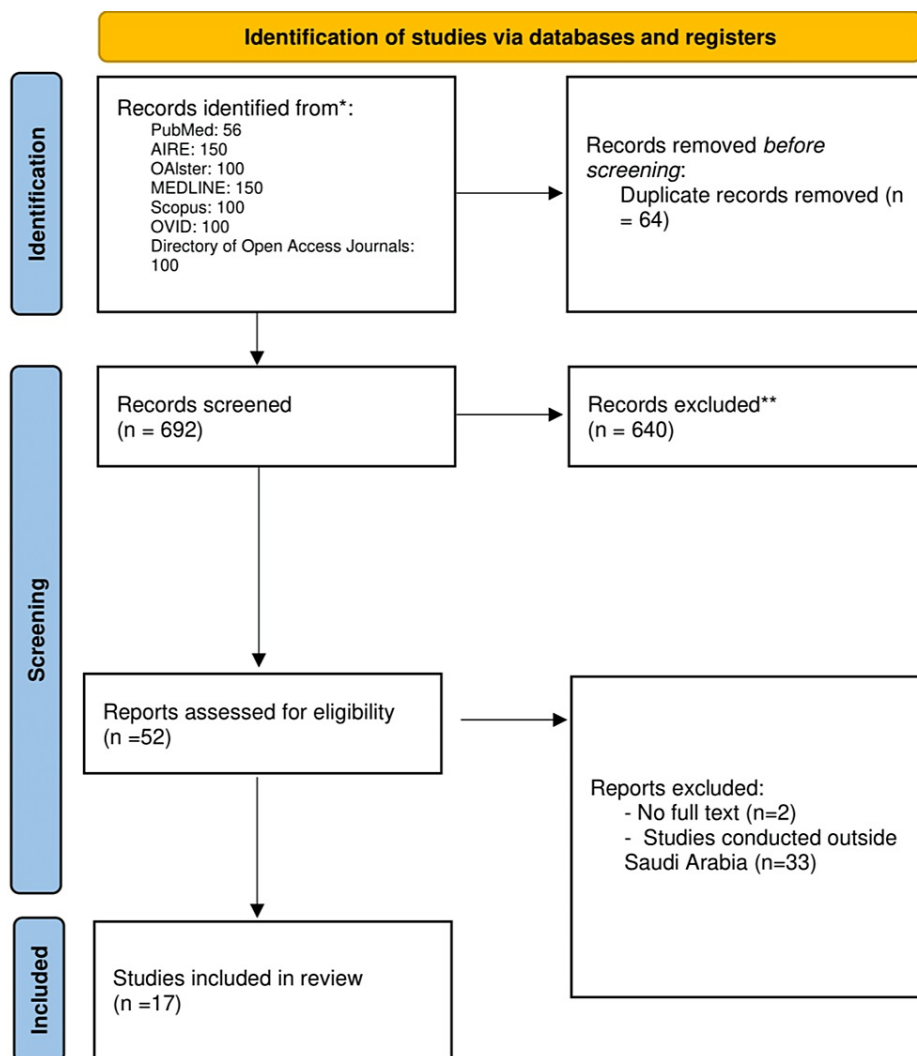 Identification of studies via databases and registers
Identification
Records identified from*:
PubMed: 56
AIRE: 150
OAlster: 100
MEDLINE: 150
Scopus: 100
OVID: 100
Directory of Open Access Journals:
100
Records removed before
screening:
Duplicate records removed (n
= 64)
Screening
Records screened
(n = 692)
Records excluded**
(n = 640)
Reports assessed for eligibility
(n =52)
Reports excluded:
- No full text (n=2)
- Studies conducted outside
Saudi Arabia (n=33)
Included
Studies included in review
(n =17)